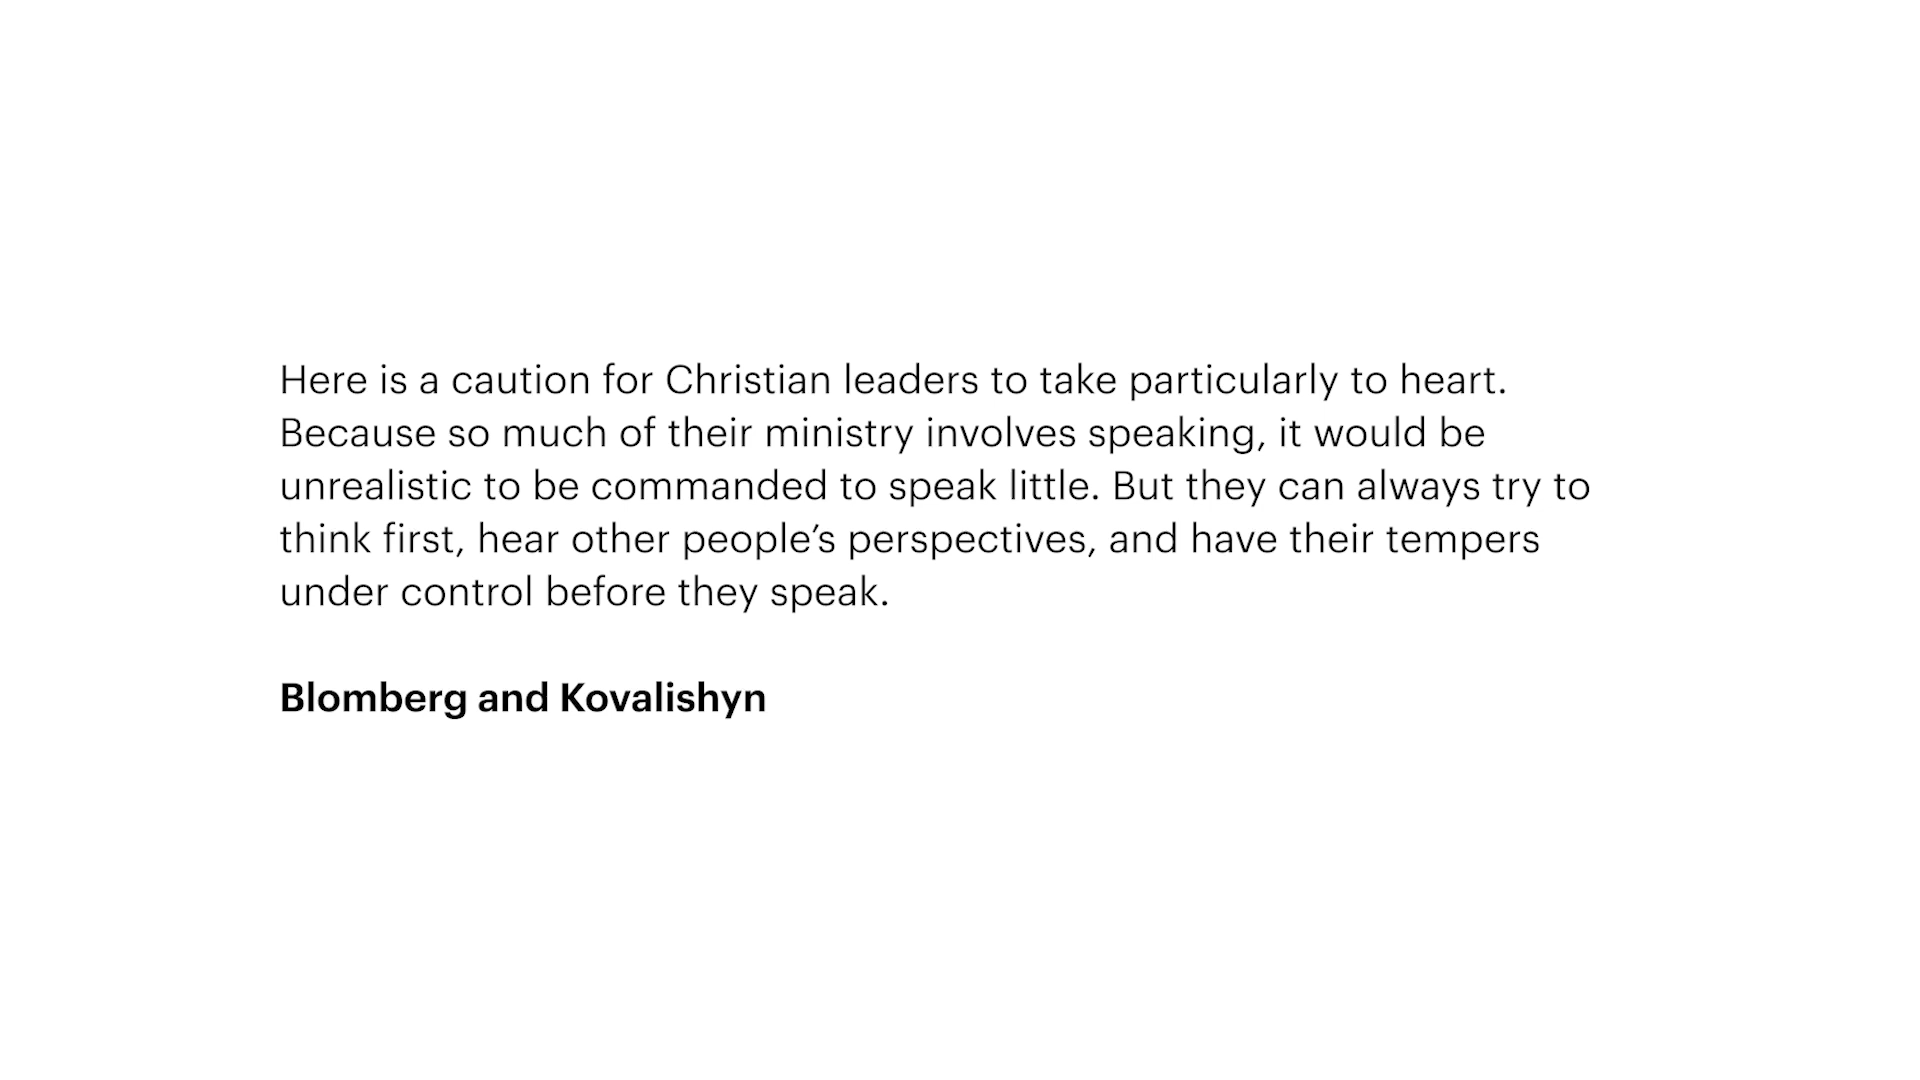 Here is a caution for Christian leaders to take particularly to heart.
Because so much of their ministry involves speaking, it would be
unrealistic to be commanded to speak little. But they can always try to
think first, hear other people’s perspectives, and have their tempers
under control before they speak.
Blomberg and Kovalishyn